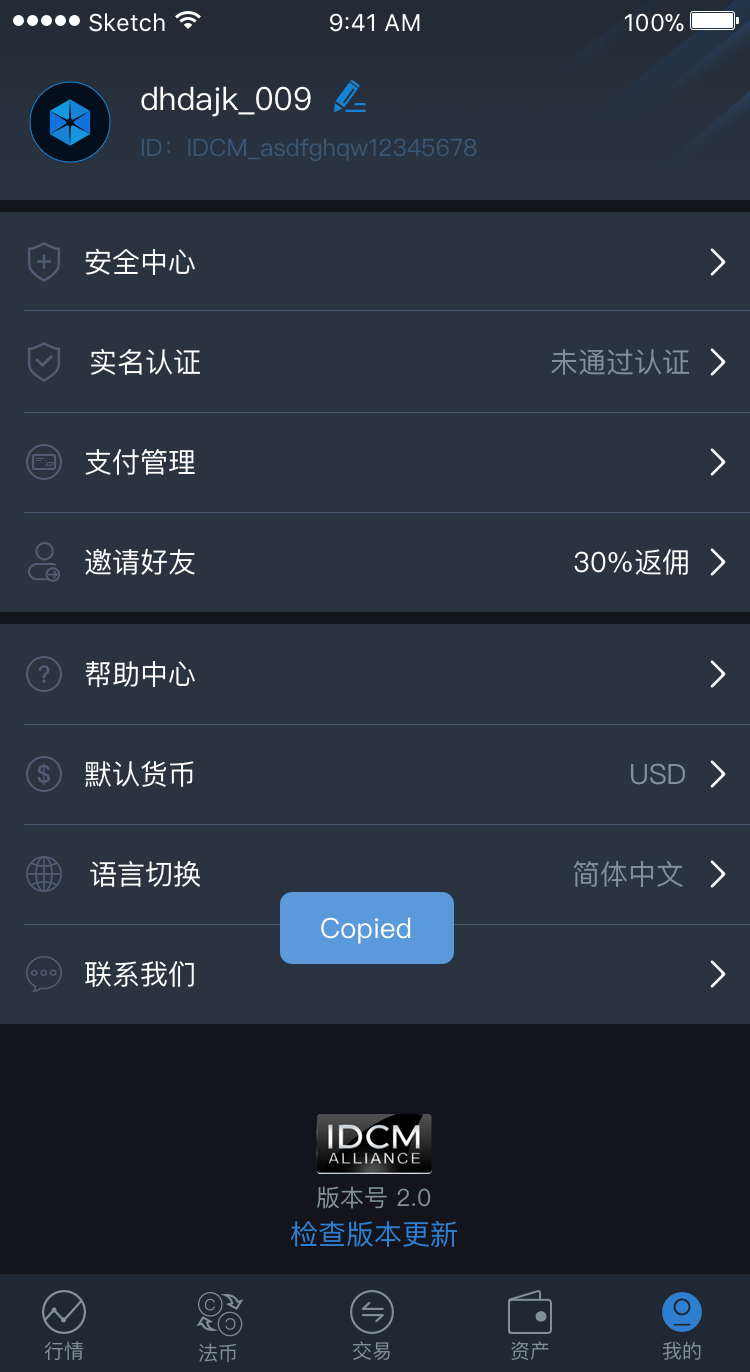 Sketch 9:41 AM 100%
dhdajk_009
ID：IDCM_asdfghqw12345678
安全中心
实名认证 未通过认证
支付管理
邀请好友 30%返佣
帮助中心
默认货币 USD
语言切换 简体中文
Copied
联系我们
IDCM
ALLIANCE
版本号 2.0
检查版本更新
行情 法币 交易 资产 我的